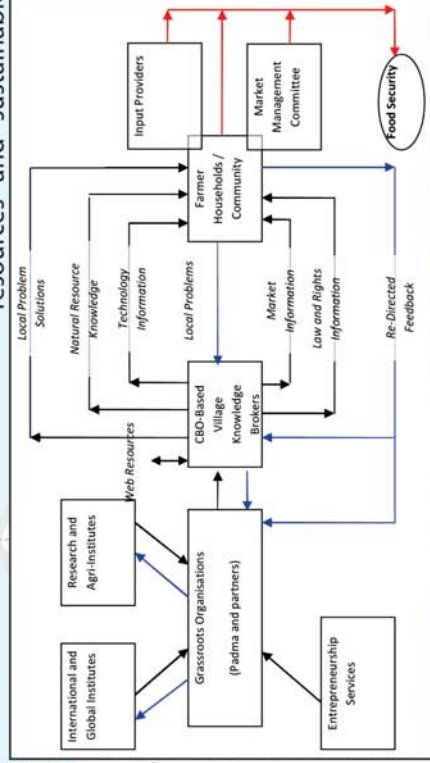 resources and sustainabl
Local Problem
Solutions
International and
Global Institutes
Research and
Agri-Institutes
Natural Resource
Knowledge
Technology
Information
Input Providers
Web Resources
Grassroots Organisations
(Padma and partners)
CBO-Based
Village
Knowledge
Brokers
Local Problems
Farmer
Households /
Community
Market
Information
Market
Management
Committee
Law and Rights
Information
Entrepreneurship
Services
Re-Directed
Feedback
Food Security